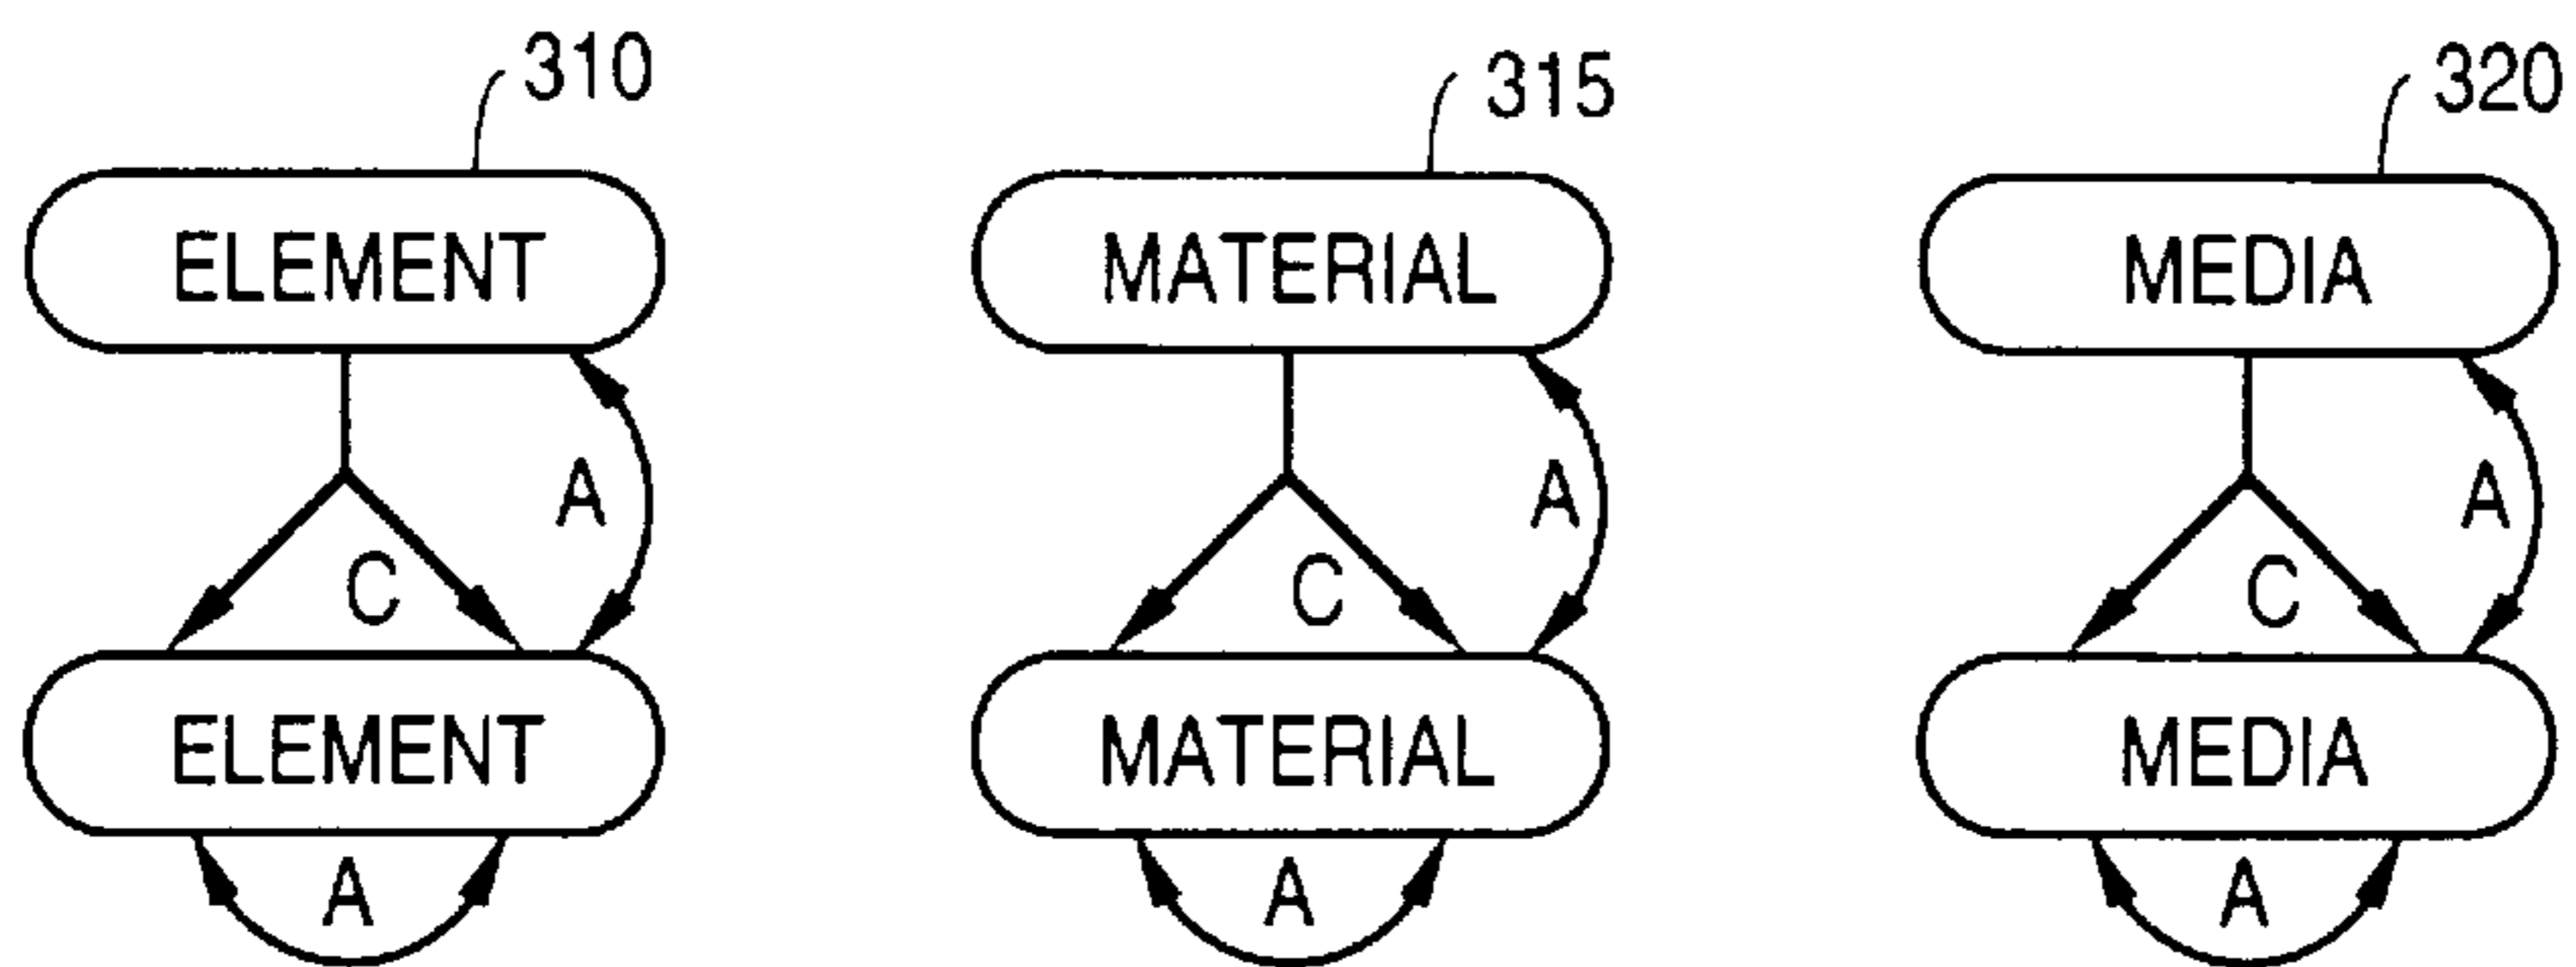 310 315 320
ELEMENT MATERIAL MEDIA
A A A
C C C
ELEMENT MATERIAL MEDIA
A A A